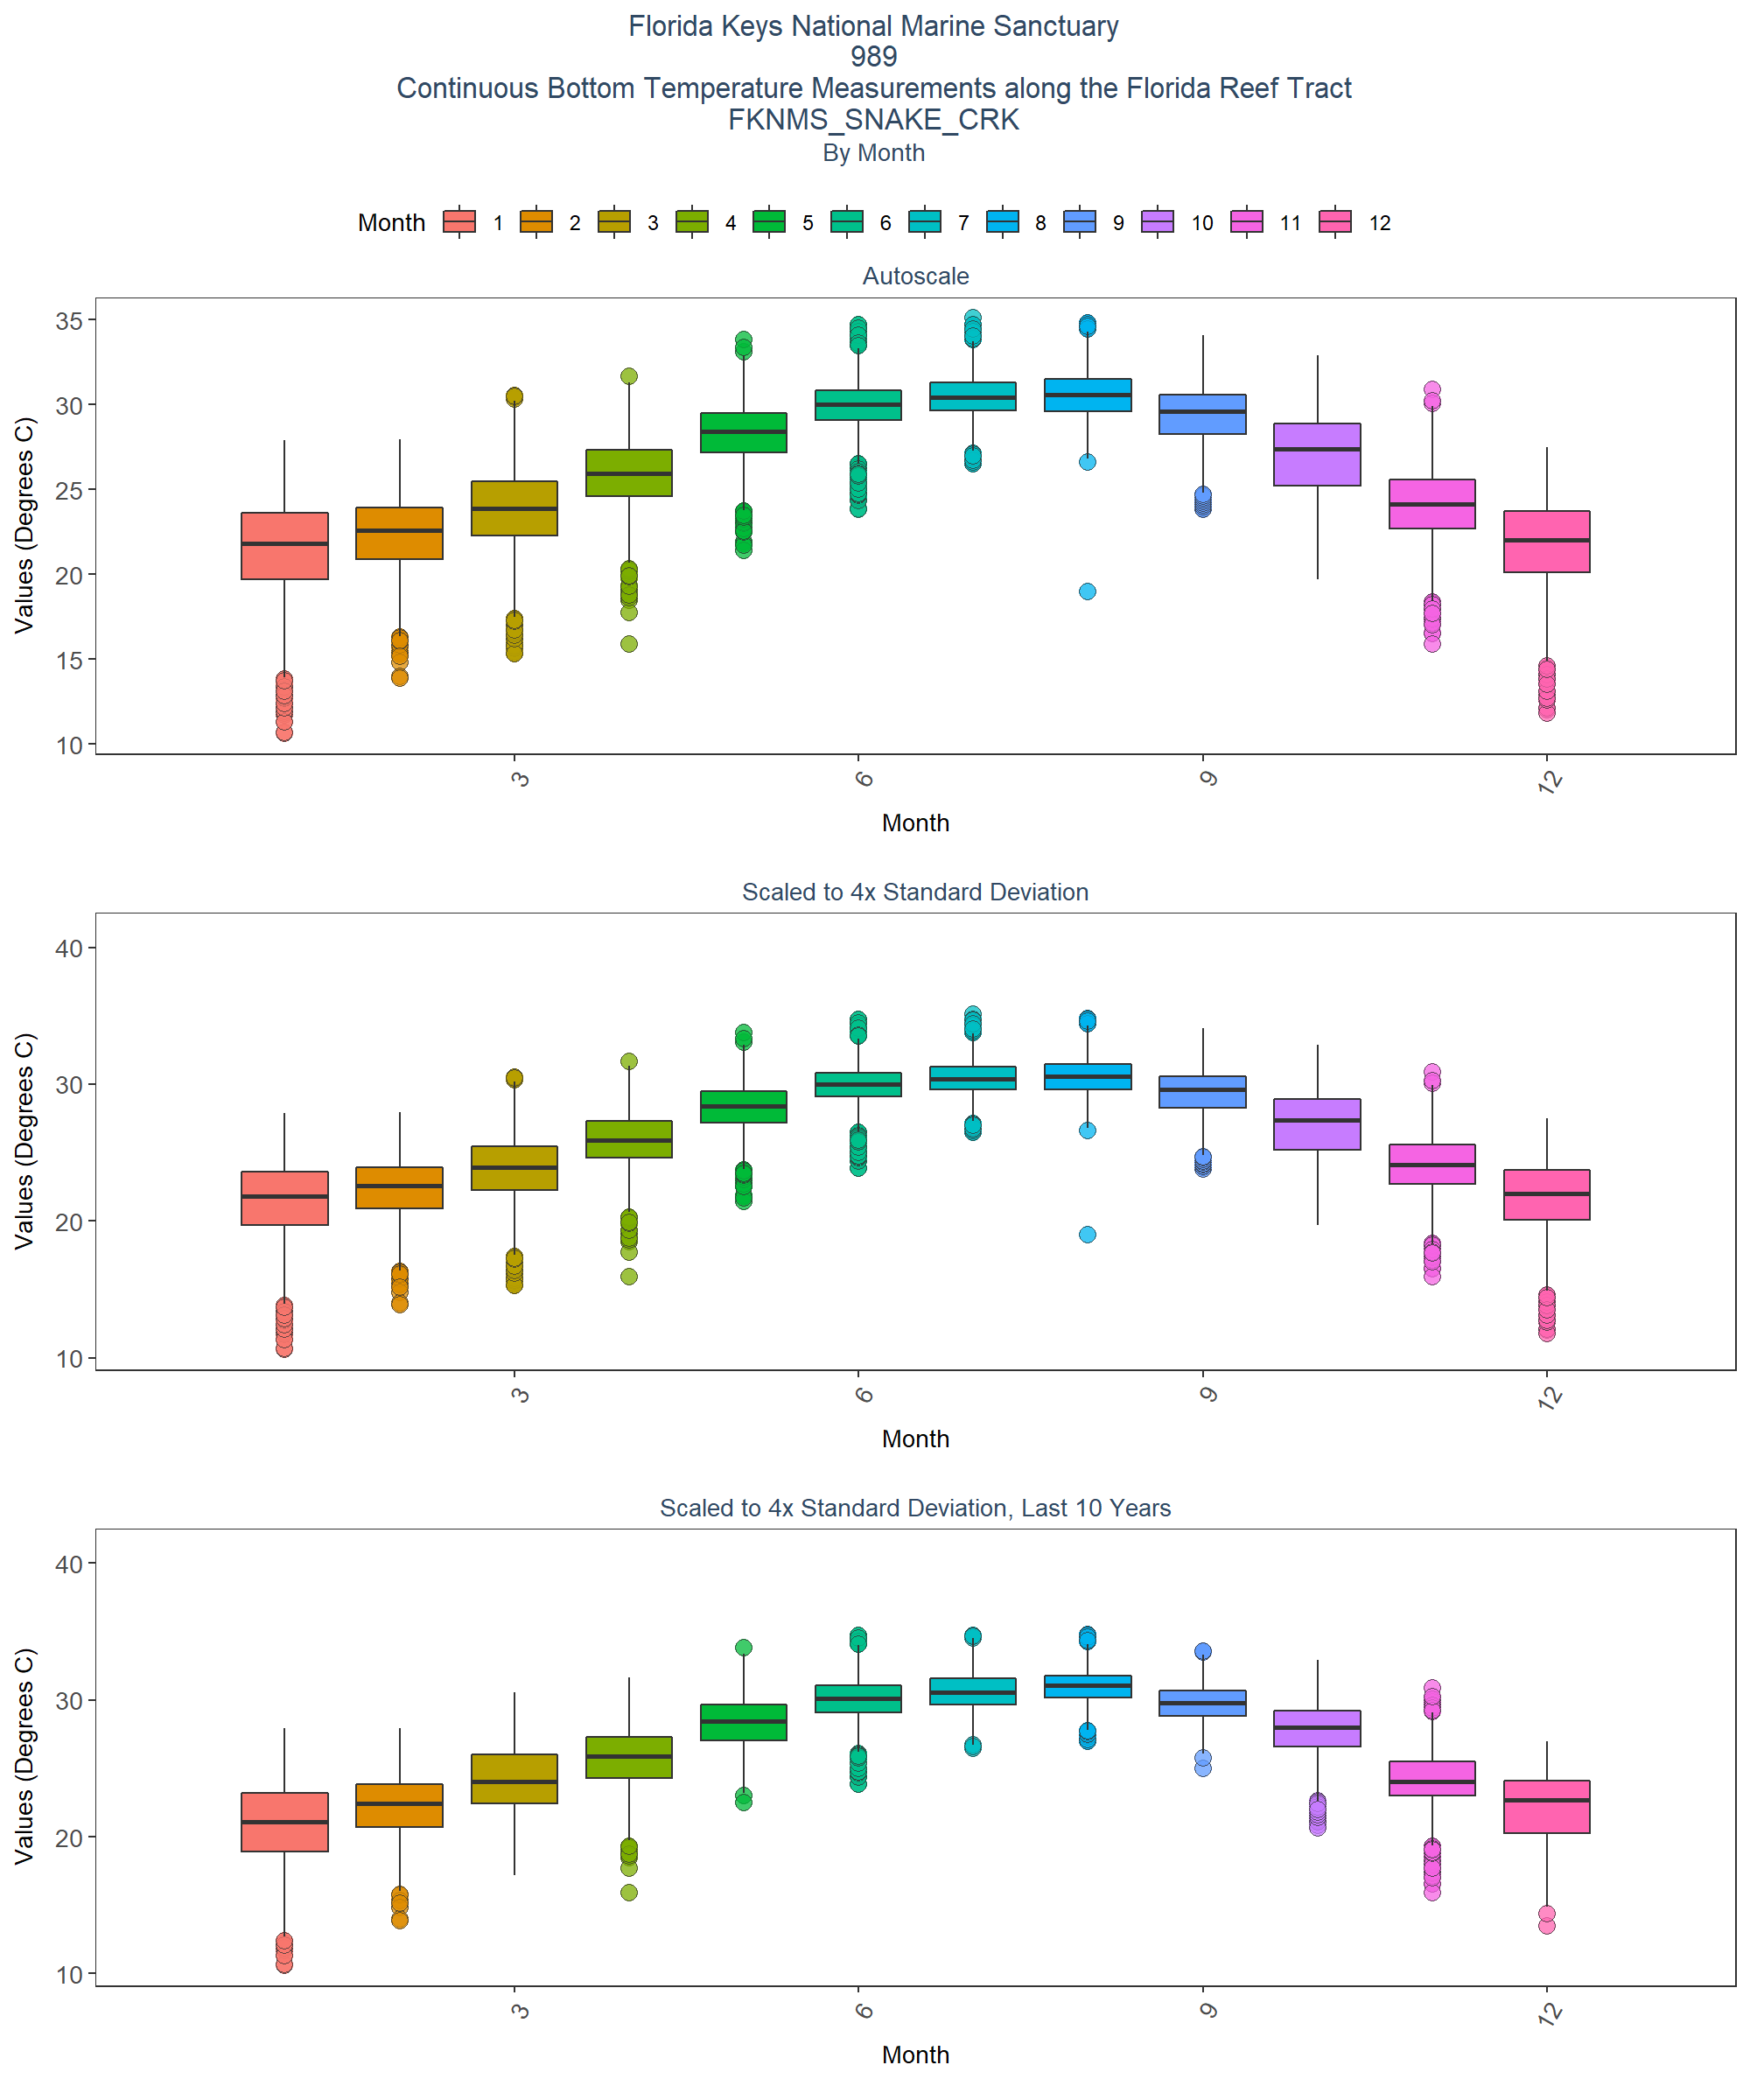 Florida Keys National Marine Sanctuary
989
Continuous Bottom Temperature Measurements along the Florida Reef Tract
FKNMS_SNAKE_CRK
By Month
Month 1 2 3 4 5 6 7 8 9 10 11 12
Autoscale
Values (Degrees C)
35
30
25
20
15
10
3 6 9 12
Month
Scaled to 4x Standard Deviation
Values (Degrees C)
40
30
20
10
3 6 9 12
Month
Scaled to 4x Standard Deviation, Last 10 Years
Values (Degrees C)
40
30
20
10
3 6 9 12
Month